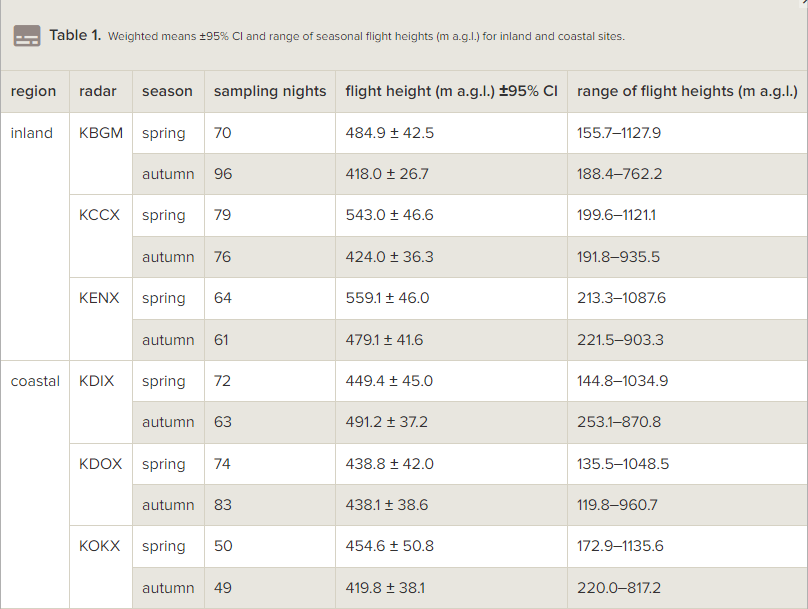 Table 1. Weighted means ±95% CI and range of seasonal flight heights (m a.g.l.) for inland and coastal sites.
region radar season sampling nights flight height (m a.g.l.) ±95% CI range of flight heights (m a.g.l.)
inland KBGM spring 70 484.9 ± 42.5 155.7–1127.9
autumn 96 418.0 ± 26.7 188.4–762.2
KCCX spring 79 543.0 ± 46.6 199.6–1121.1
autumn 76 424.0 ± 36.3 191.8–935.5
KENX spring 64 559.1 ± 46.0 213.3–1087.6
autumn 61 479.1 ± 41.6 221.5–903.3
coastal KDIX spring 72 449.4 ± 45.0 144.8–1034.9
autumn 63 491.2 ± 37.2 253.1–870.8
KDOX spring 74 438.8 ± 42.0 135.5–1048.5
autumn 83 438.1 ± 38.6 119.8–960.7
KOKX spring 50 454.6 ± 50.8 172.9–1135.6
autumn 49 419.8 ± 38.1 220.0–817.2